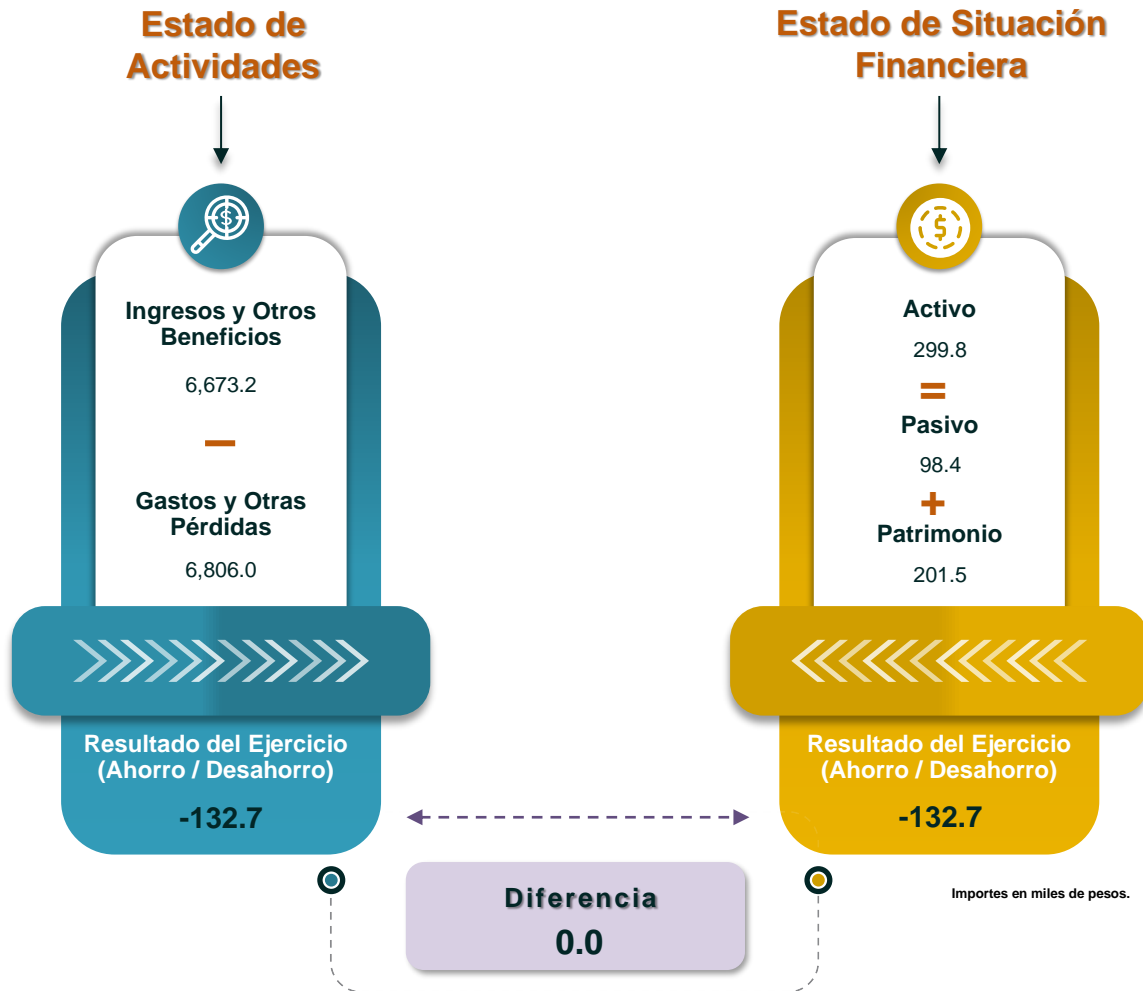 Estado de
Actividades
$
Ingresos y Otros
Beneficios
6,673.2
−
Gastos y Otras
Pérdidas
6,806.0
Resultado del Ejercicio
(Ahorro / Desahorro)
-132.7
Estado de Situación
Financiera
$
Activo
299.8
=
Pasivo
98.4
+
Patrimonio
201.5
Resultado del Ejercicio
(Ahorro / Desahorro)
-132.7
Diferencia
0.0
Importes en miles de pesos.